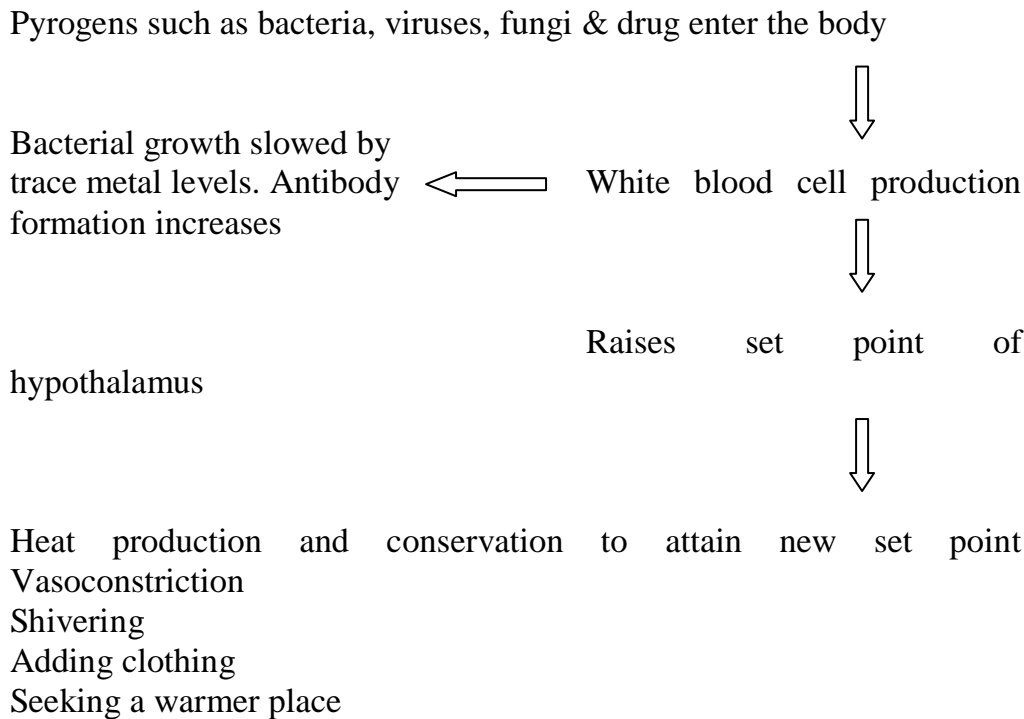 Pyrogens such as bacteria, viruses, fungi & drug enter the body
Bacterial growth slowed by
trace metal levels. Antibody
formation increases
White blood cell production
Raises set point of
hypothalamus
Heat production and conservation to attain new set point
Vasoconstriction
Shivering
Adding clothing
Seeking a warmer place